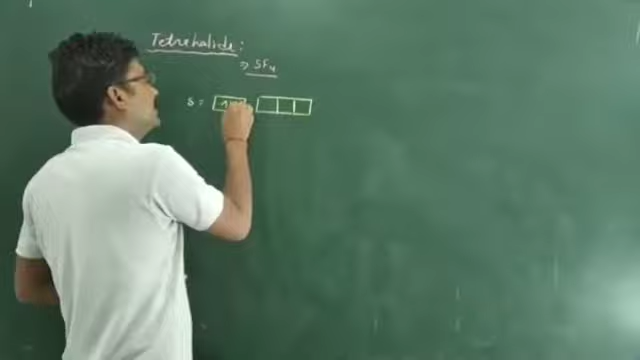 Tetrahalide:
⇒ SF₄
S =